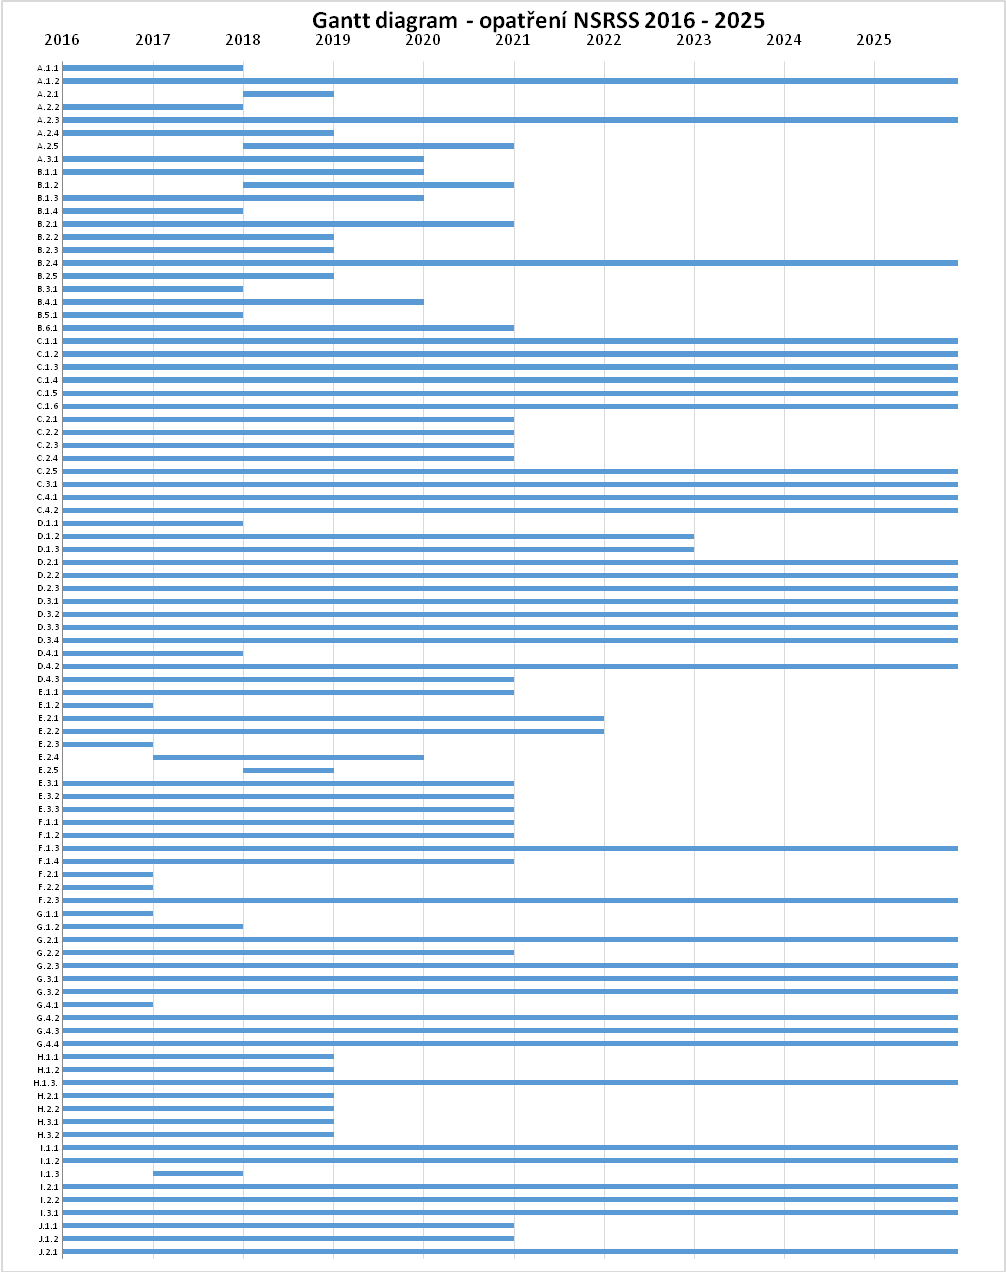 Gantt diagram - opatření NSRSS 2016 - 2025
2016 2017 2018 2019 2020 2021 2022 2023 2024 2025
A.1.1
A.1.2
A.2.1
A.2.2
A.2.3
A.2.4
A.2.5
A.3.1
B.1.1
B.1.2
B.1.3
B.1.4
B.2.1
B.2.2
B.2.3
B.2.4
B.2.5
B.3.1
B.4.1
B.5.1
B.6.1
C.1.1
C.1.2
C.1.3
C.1.4
C.1.5
C.1.6
C.2.1
C.2.2
C.2.3
C.2.4
C.2.5
C.3.1
C.4.1
C.4.2
D.1.1
D.1.2
D.1.3
D.2.1
D.2.2
D.2.3
D.3.1
D.3.2
D.3.3
D.3.4
D.4.1
D.4.2
D.4.3
E.1.1
E.1.2
E.2.1
E.2.2
E.2.3
E.2.4
E.2.5
E.3.1
E.3.2
E.3.3
F.1.1
F.1.2
F.1.3
F.1.4
F.2.1
F.2.2
F.2.3
G.1.1
G.1.2
G.2.1
G.2.2
G.2.3
G.3.1
G.3.2
G.4.1
G.4.2
G.4.3
G.4.4
H.1.1
H.1.2
H.1.3.
H.2.1
H.2.2
H.3.1
H.3.2
I.1.1
I.1.2
I.1.3
I.2.1
I.2.2
I.3.1
J.1.1
J.1.2
J.2.1